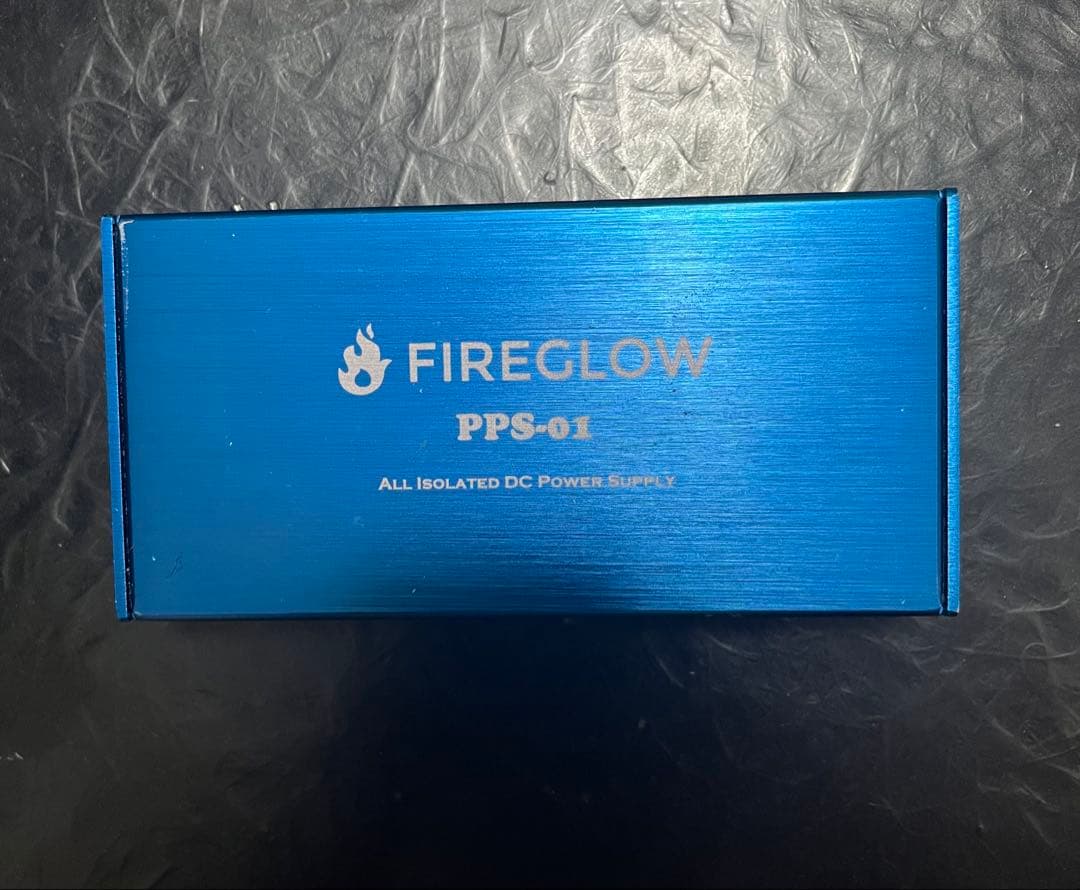 FIREGLOW
PPS-01
ALL ISOLATED DC POWER SUPPLY